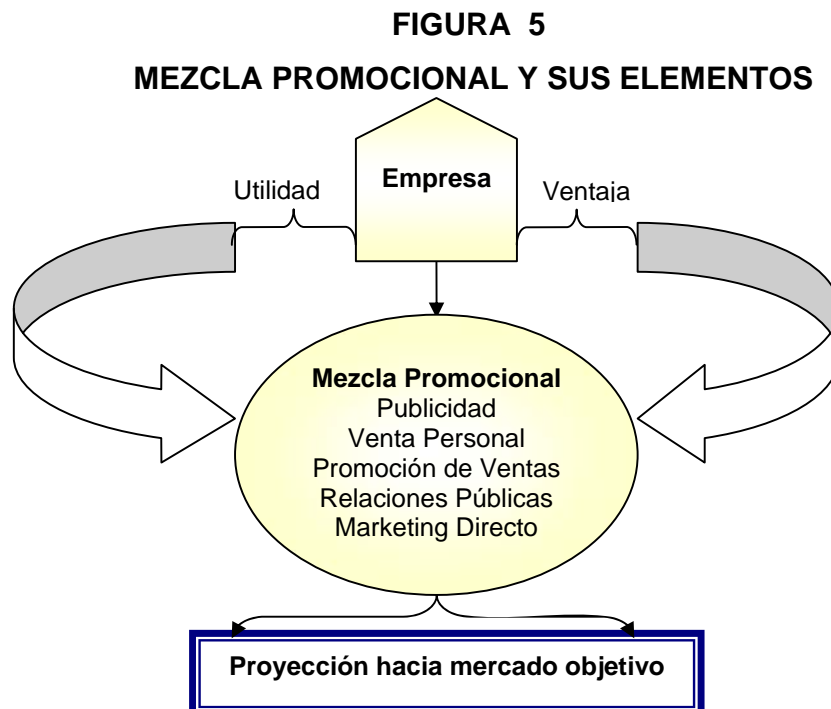 FIGURA 5
MEZCLA PROMOCIONAL Y SUS ELEMENTOS
Empresa
Utilidad
Ventaja
Mezcla Promocional
Publicidad
Venta Personal
Promoción de Ventas
Relaciones Públicas
Marketing Directo
Proyección hacia mercado objetivo